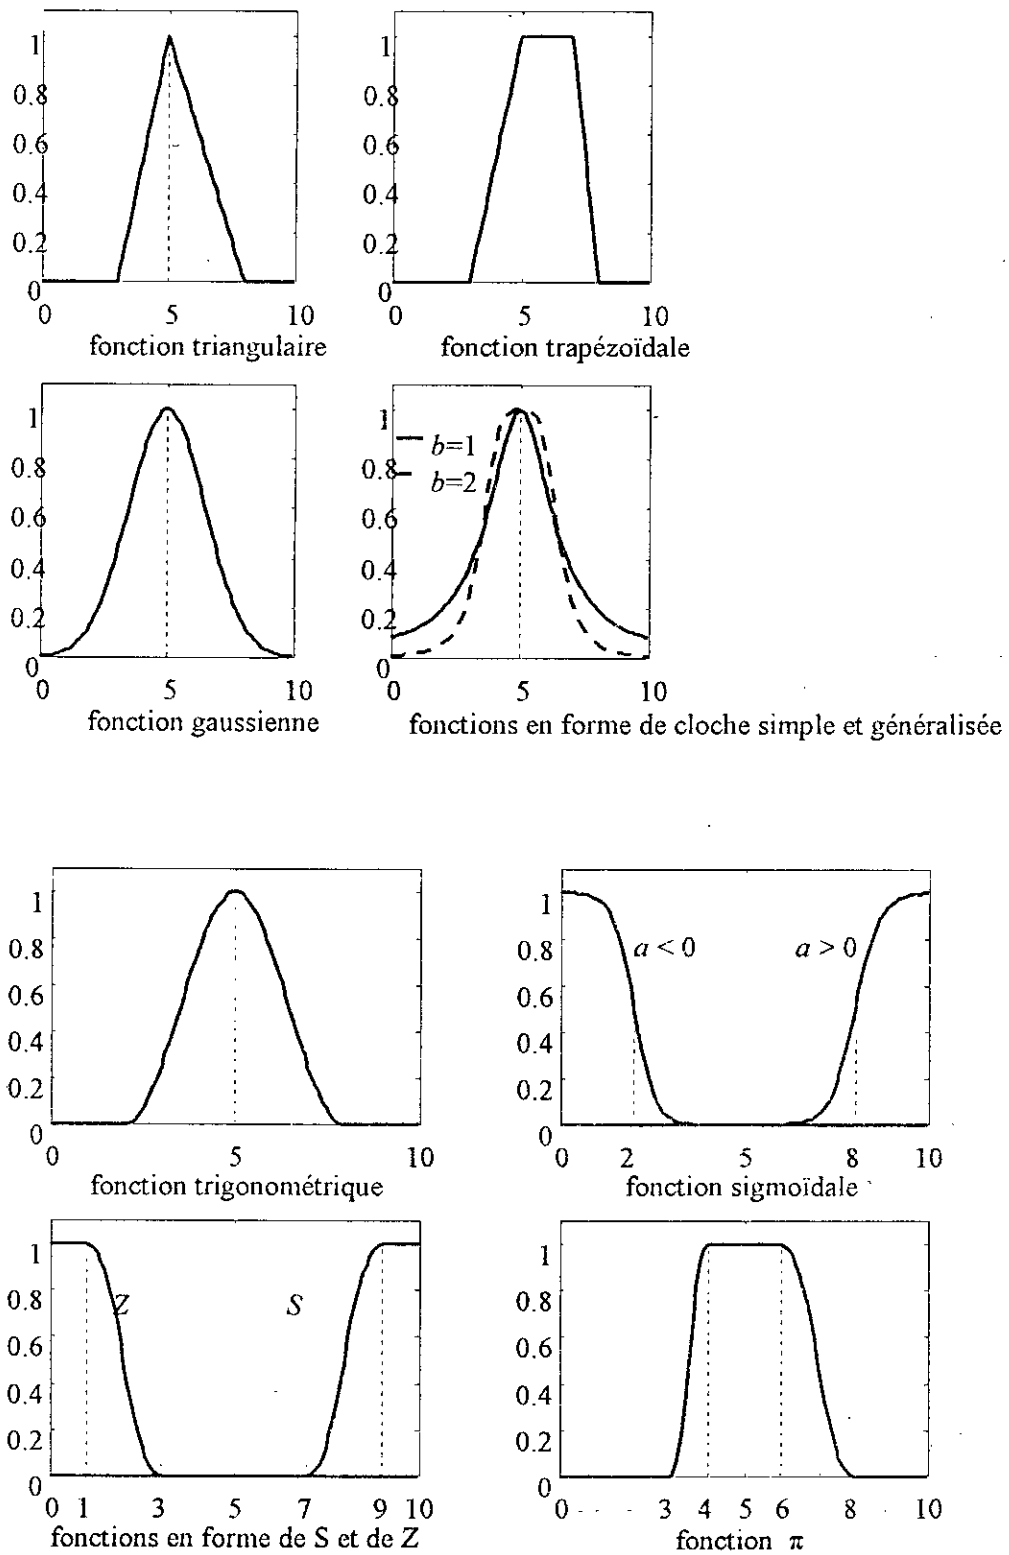 1 1
0.8 0.8
0.6 0.6
0.4 0.4
0.2 0.2
0
0 5 10 0 5 10
fonction triangulaire fonction trapézoïdale
1 1
b=1
0.8 0.8
b=2
0.6 0.6
0.4 0.4
0.2 0.2
0 0
0 5 10 0 5 10
fonction gaussienne fonctions en forme de cloche simple et généralisée
1 1
0.8 0.8 a < 0 a > 0
0.6 0.6
0.4 0.4
0.2 0.2
0 0
0 5 10 0 2 5 8 10
fonction trigonométrique fonction sigmoïdale
1 1
0.8 Z S 0.8
0.6 0.6
0.4 0.4
0.2 0.2
0 0
0 1 3 5 7 9 10 0 3 4 5 6 8 10
fonctions en forme de S et de Z fonction π